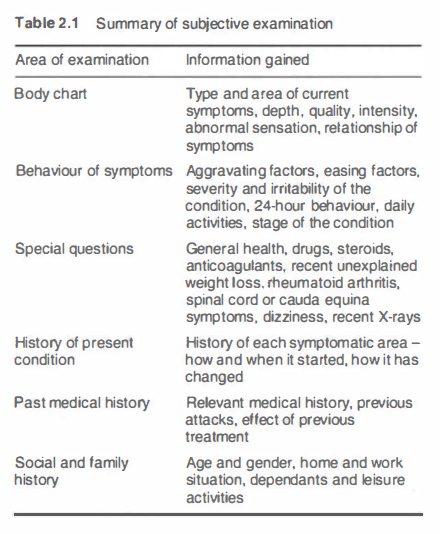 Table 2.1 Summary of subjective examination
Area of examination Information gained
Body chart Type and area of current
symptoms, depth, quality, intensity,
abnormal sensation, relationship of
symptoms
Behaviour of symptoms Aggravating factors, easing factors,
severity and irritability of the
condition, 24-hour behaviour, daily
activities, stage of the condition
Special questions General health, drugs, steroids,
anticoagulants, recent unexplained
weight loss, rheumatoid arthritis,
spinal cord or cauda equina
symptoms, dizziness, recent X-rays
History of present History of each symptomatic area –
condition how and when it started, how it has
changed
Past medical history Relevant medical history, previous
attacks, effect of previous
treatment
Social and family Age and gender, home and work
history situation, dependants and leisure
activities